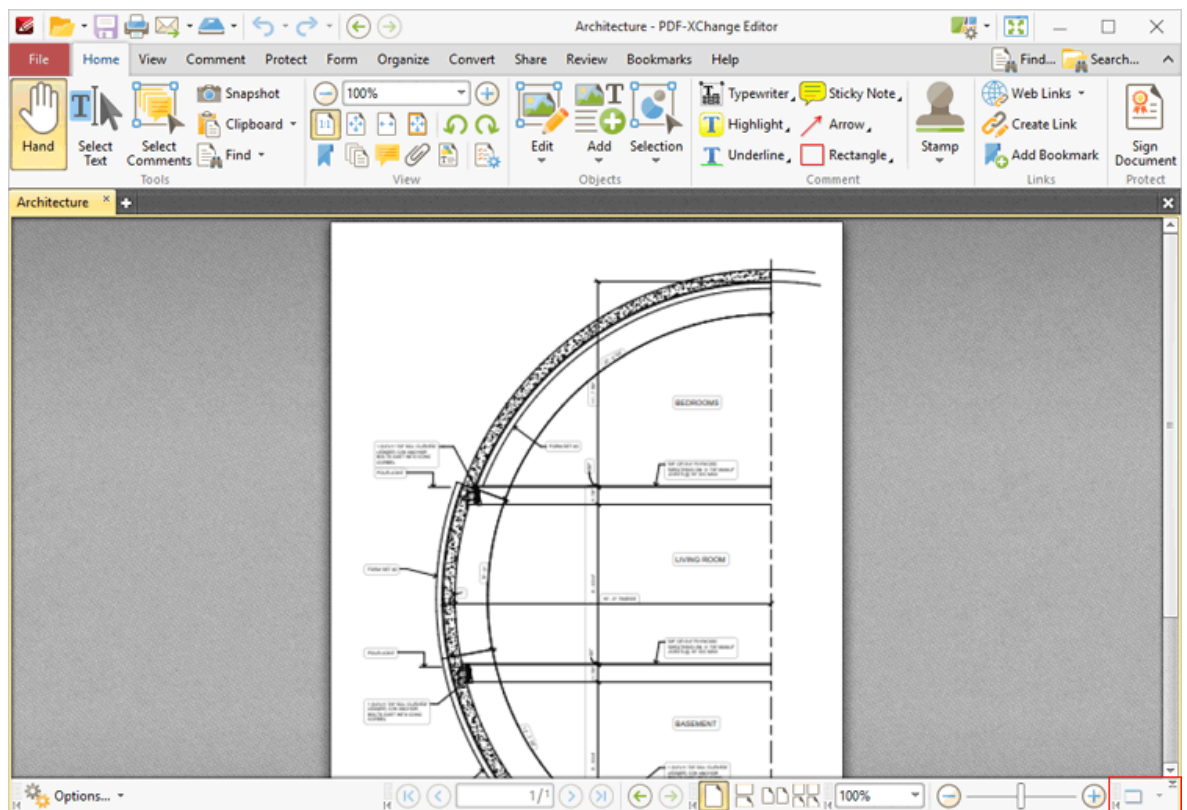 Architecture - PDF-XChange Editor
File Home View Comment Protect Form Organize Convert Share Review Bookmarks Help Find... Search...
Hand
Select Text
Select Comments
Snapshot
Clipboard
Find
Tools
100%
1:1
View
Edit
Add
Selection
Objects
Typewriter
Sticky Note
Highlight
Arrow
Underline
Rectangle
Stamp
Comment
Web Links
Create Link
Add Bookmark
Links
Sign Document
Protect
Architecture
BEDROOMS
LIVING ROOM
BASEMENT
Options...
1/1
100%